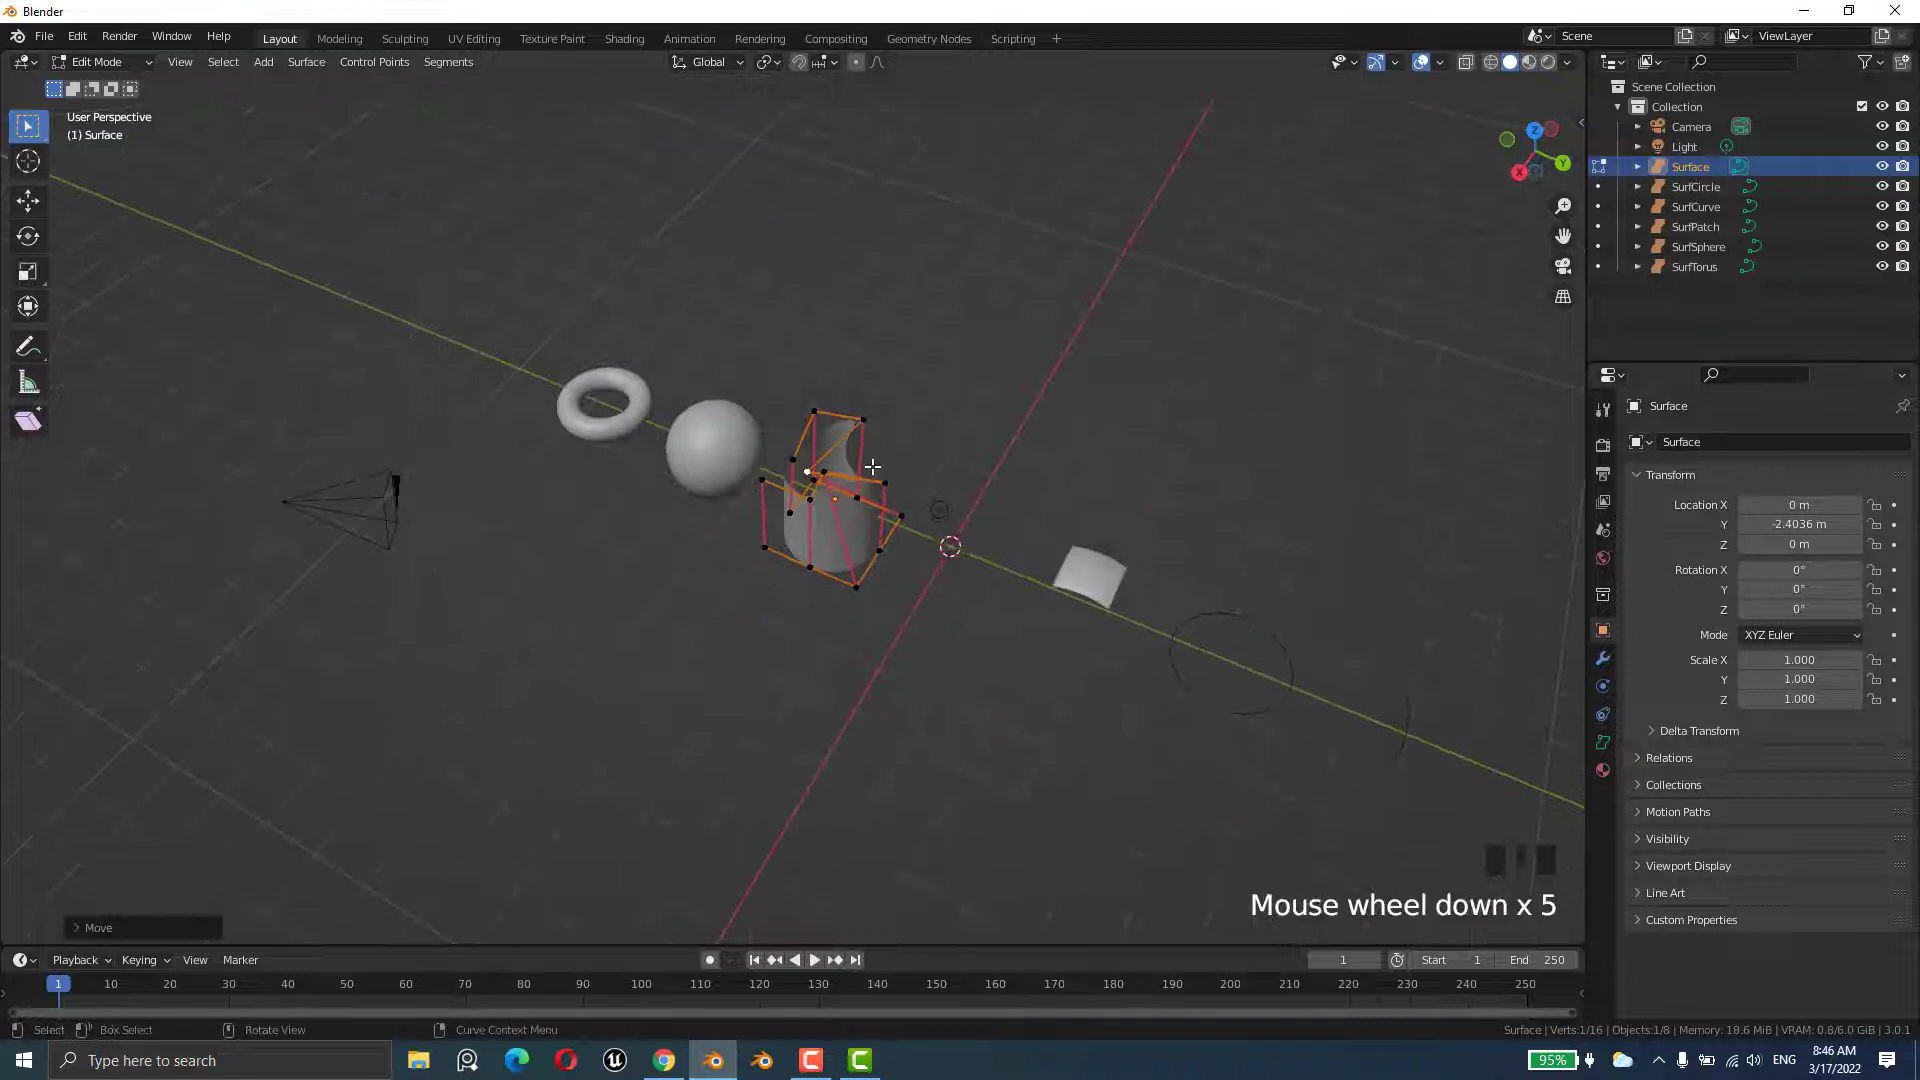 Blender
File Edit Render Window Help
Layout Modeling Sculpting UV Editing Texture Paint Shading Animation Rendering Compositing Geometry Nodes Scripting +
Scene
ViewLayer
Edit Mode View Select Add Surface Control Points Segments
Global
User Perspective
(1) Surface
Z
Y
X
Scene Collection
Collection
Camera
Light
Surface
SurfCircle
SurfCurve
SurfPatch
SurfSphere
SurfTorus
Surface
Surface
Transform
Location X 0 m
Y -2.4036 m
Z 0 m
Rotation X 0°
Y 0°
Z 0°
Mode XYZ Euler
Scale X 1.000
Y 1.000
Z 1.000
Delta Transform
Relations
Collections
Motion Paths
Visibility
Viewport Display
Line Art
Custom Properties
Mouse wheel down x 5
Move
Playback Keying View Marker
1 Start 1 End 250
1 10 20 30 40 50 60 70 80 90 100 110 120 130 140 150 160 170 180 190 200 210 220 230 240 250
Select Box Select Rotate View Curve Context Menu
Surface | Verts:1/16 | Objects:1/8 | Memory: 18.6 MiB | VRAM: 0.8/6.0 GiB | 3.0.1
Type here to search
95%
ENG
8:46 AM
3/17/2022